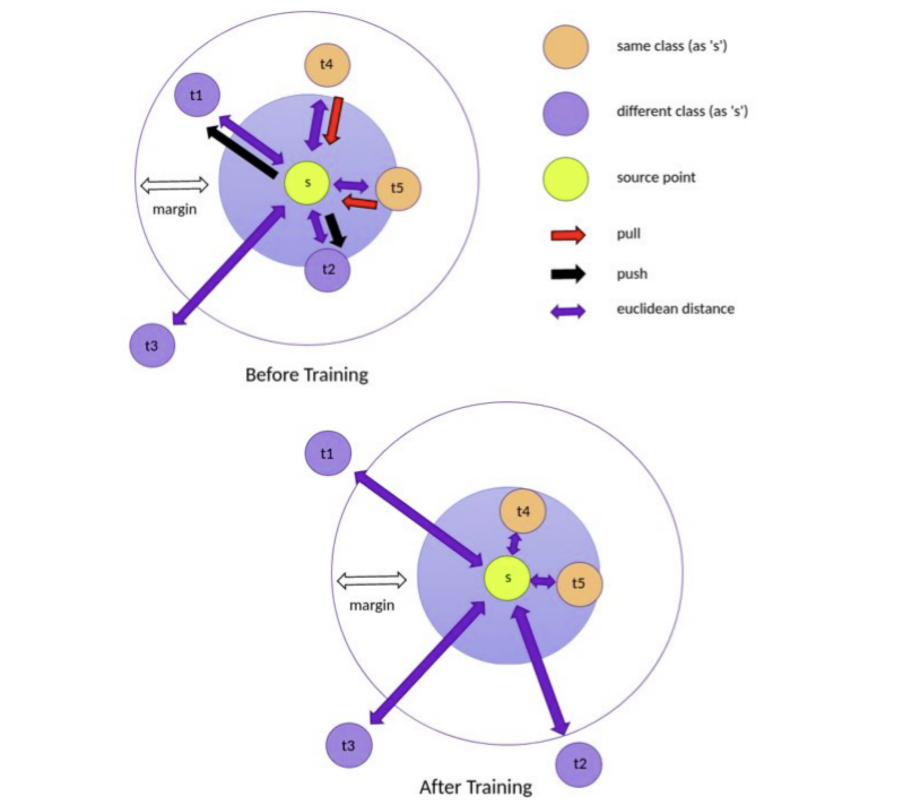 t4
t1
s
t5
margin
t2
t3
Before Training
same class (as 's')
different class (as 's')
source point
pull
push
euclidean distance
t1
t4
s
t5
margin
t3
t2
After Training